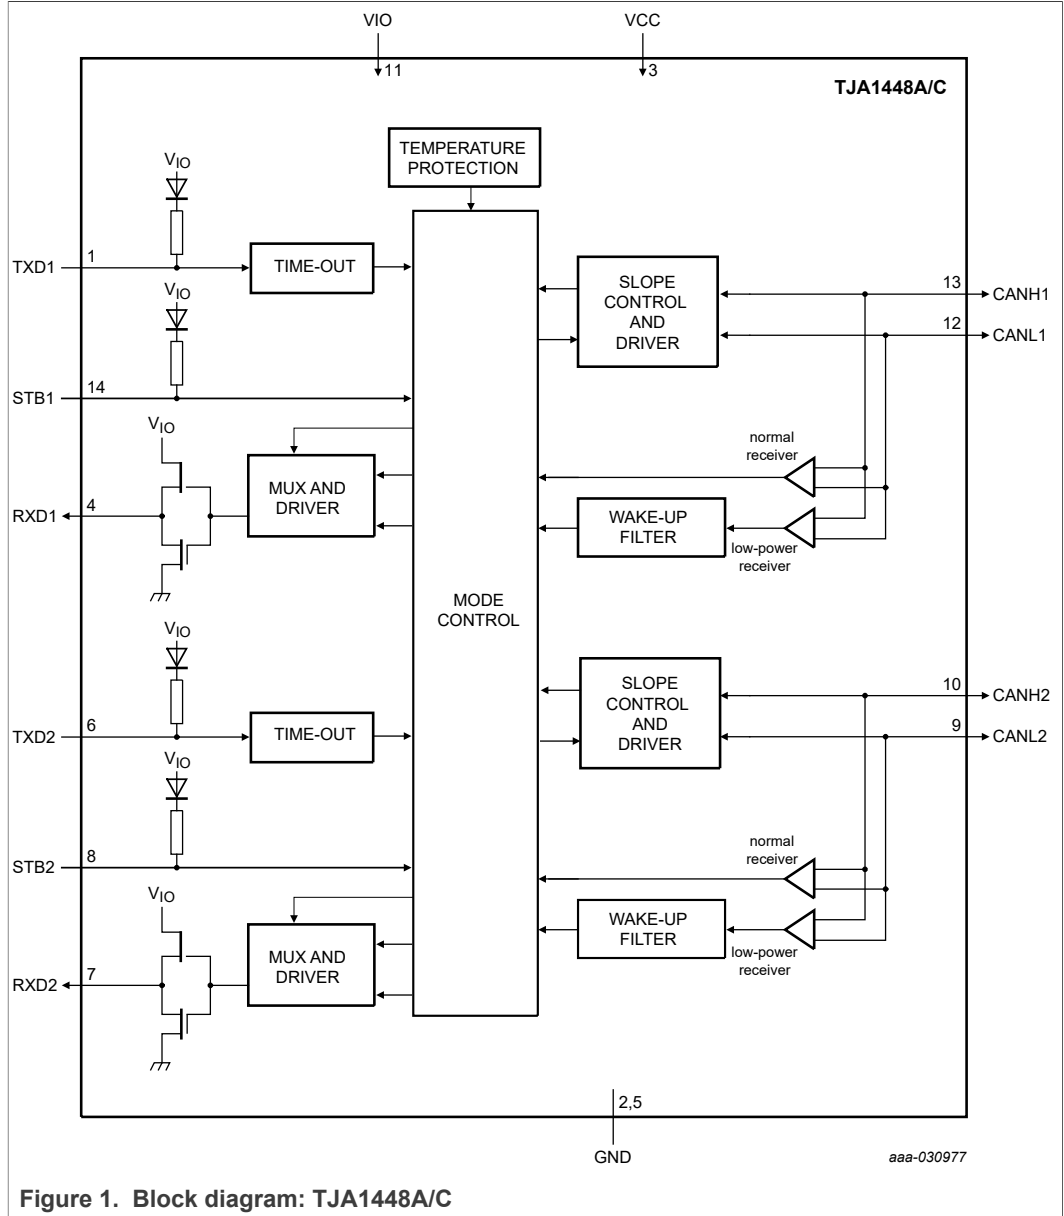 VIO
VCC
11
3
TJA1448A/C
TEMPERATURE
PROTECTION
VIO
TXD1
1
TIME-OUT
VIO
SLOPE
CONTROL
AND
DRIVER
13
CANH1
12
CANL1
STB1
14
VIO
MUX AND
DRIVER
RXD1
4
normal
receiver
WAKE-UP
FILTER
low-power
receiver
MODE
CONTROL
VIO
TXD2
6
TIME-OUT
VIO
SLOPE
CONTROL
AND
DRIVER
10
CANH2
9
CANL2
STB2
8
VIO
MUX AND
DRIVER
RXD2
7
normal
receiver
WAKE-UP
FILTER
low-power
receiver
2,5
GND
aaa-030977
Figure 1. Block diagram: TJA1448A/C